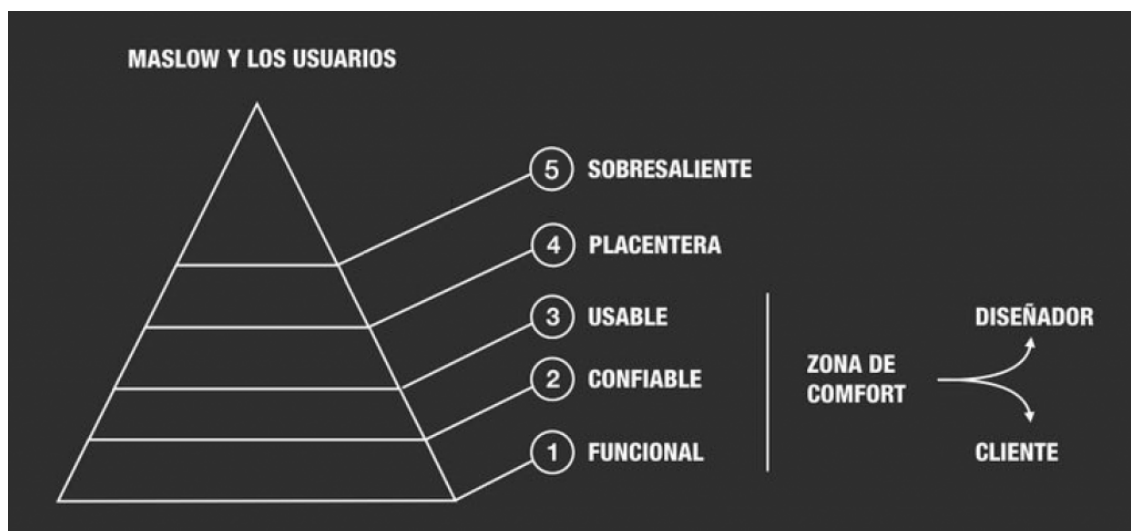 MASLOW Y LOS USUARIOS
5 SOBRESALIENTE
4 PLACENTERA
3 USABLE
2 CONFIABLE
1 FUNCIONAL
ZONA DE
COMFORT
DISEÑADOR
CLIENTE